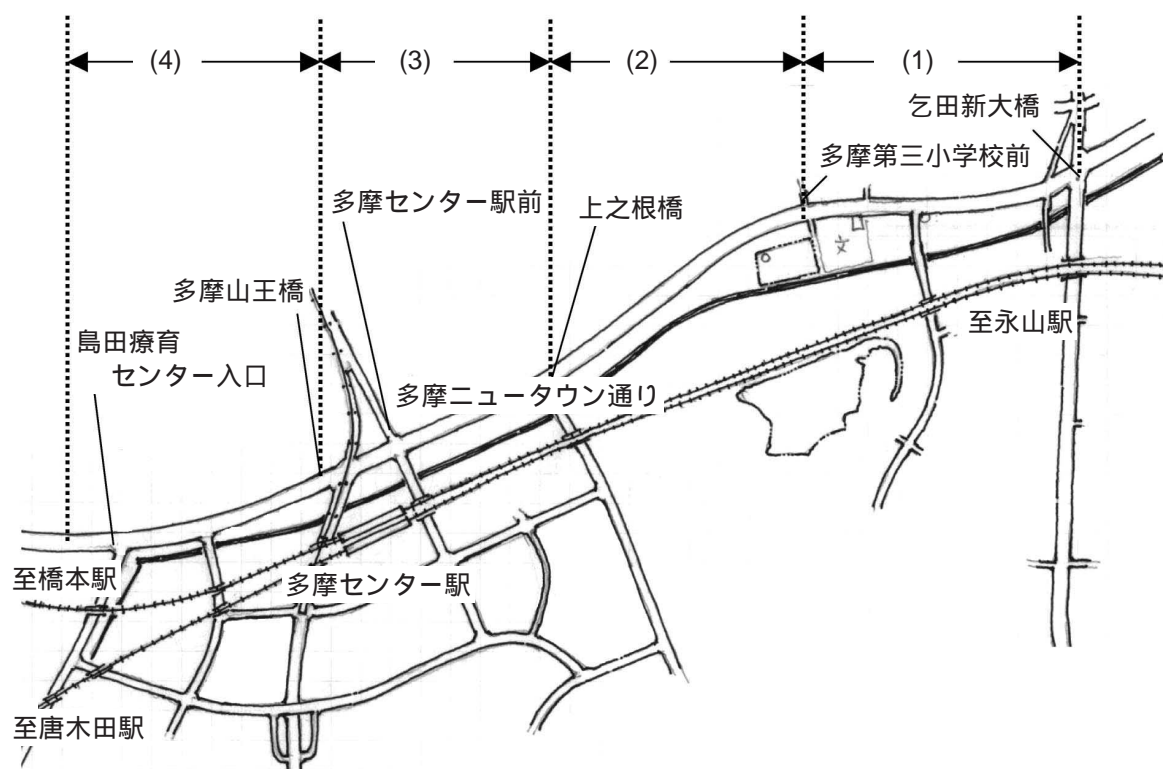 (4)
(3)
(2)
(1)
乞田新大橋
多摩第三小学校前
多摩センター駅前
上之根橋
多摩山王橋
島田療育
センター入口
文
至永山駅
多摩ニュータウン通り
至橋本駅
多摩センター駅
至唐木田駅